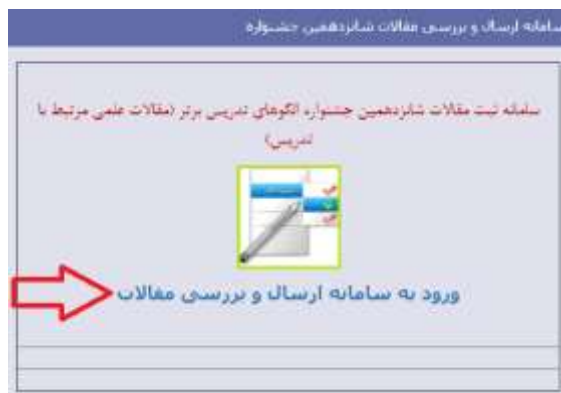 سامانه ارسال و بررسی مقالات شانزدهمین جشنواره
سامانه ثبت مقالات شانزدهمین جشنواره الگوهای تدریس برتر (مقالات علمی مرتبط با
تدریس)
ورود به سامانه ارسال و بررسی مقالات